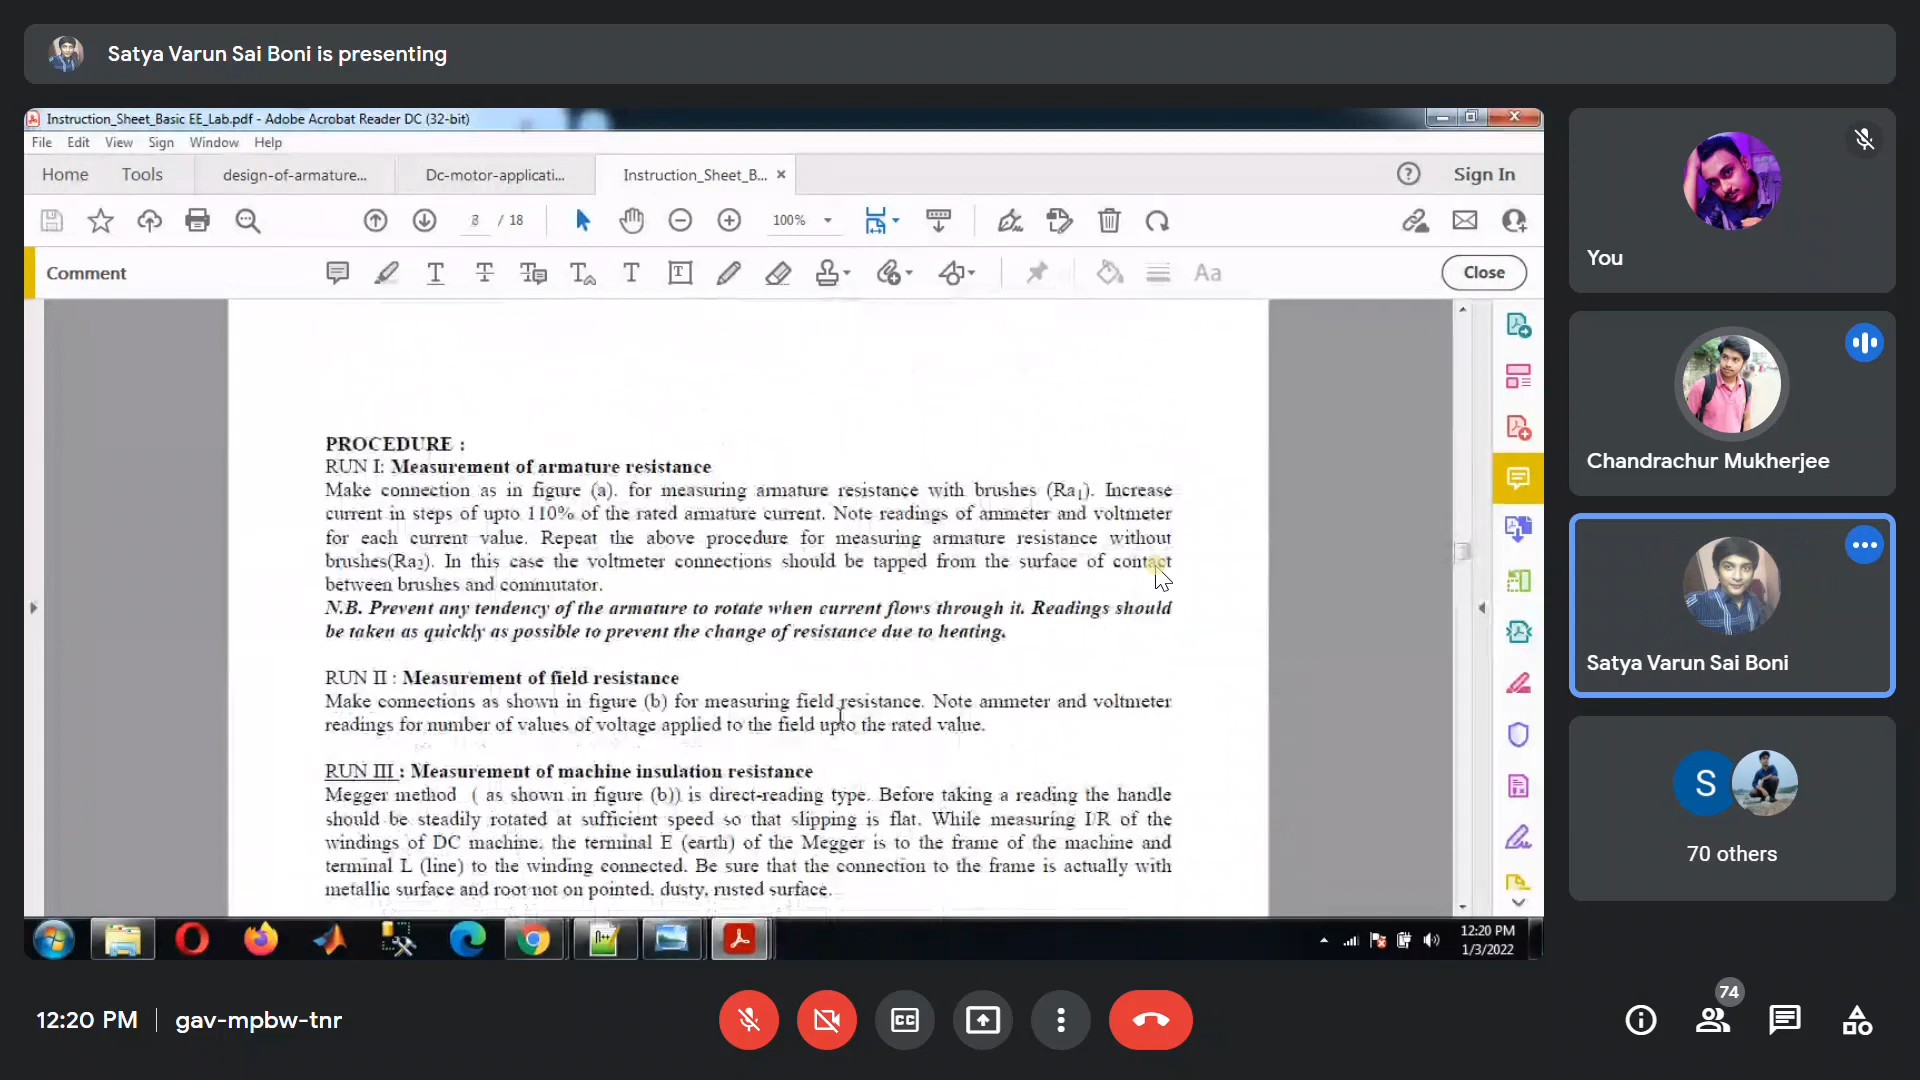 Satya Varun Sai Boni is presenting
Instruction_Sheet_Basic EE_Lab.pdf - Adobe Acrobat Reader DC (32-bit)
File Edit View Sign Window Help
Home Tools design-of-armature... Dc-motor-applicati... Instruction_Sheet_B... Sign In
8 / 18 100%
Comment Close
PROCEDURE :
RUN I: Measurement of armature resistance
Make connection as in figure (a). for measuring armature resistance with brushes (Ra1). Increase
current in steps of upto 110% of the rated armature current. Note readings of ammeter and voltmeter
for each current value. Repeat the above procedure for measuring armature resistance without
brushes(Ra2). In this case the voltmeter connections should be tapped from the surface of contact
between brushes and commutator.
N.B. Prevent any tendency of the armature to rotate when current flows through it. Readings should
be taken as quickly as possible to prevent the change of resistance due to heating.
RUN II : Measurement of field resistance
Make connections as shown in figure (b) for measuring field resistance. Note ammeter and voltmeter
readings for number of values of voltage applied to the field upto the rated value.
RUN III : Measurement of machine insulation resistance
Megger method ( as shown in figure (b)) is direct-reading type. Before taking a reading the handle
should be steadily rotated at sufficient speed so that slipping is flat. While measuring I/R of the
windings of DC machine, the terminal E (earth) of the Megger is to the frame of the machine and
terminal L (line) to the winding connected. Be sure that the connection to the frame is actually with
metallic surface and root not on pointed, dusty, rusted surface.
12:20 PM
1/3/2022
You
Chandrachur Mukherjee
Satya Varun Sai Boni
S
70 others
12:20 PM gav-mpbw-tnr
74